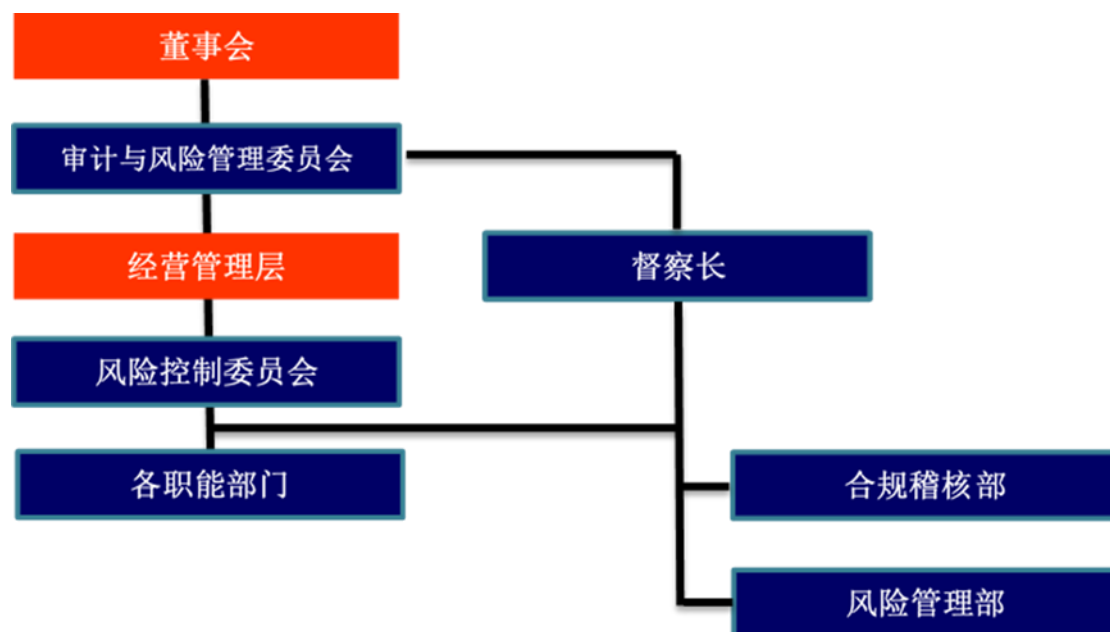 董事会
审计与风险管理委员会
经营管理层
督察长
风险控制委员会
各职能部门
合规稽核部
风险管理部